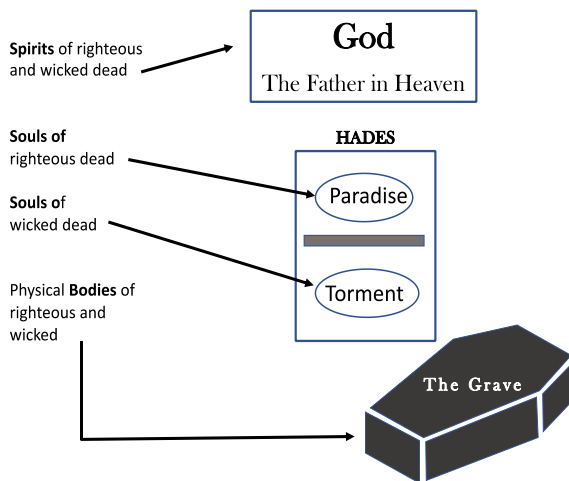 Spirits of righteous
and wicked dead
God
The Father in Heaven
Souls of
righteous dead
HADES
Paradise
Souls of
wicked dead
Torment
Physical Bodies of
righteous and
wicked
The Grave